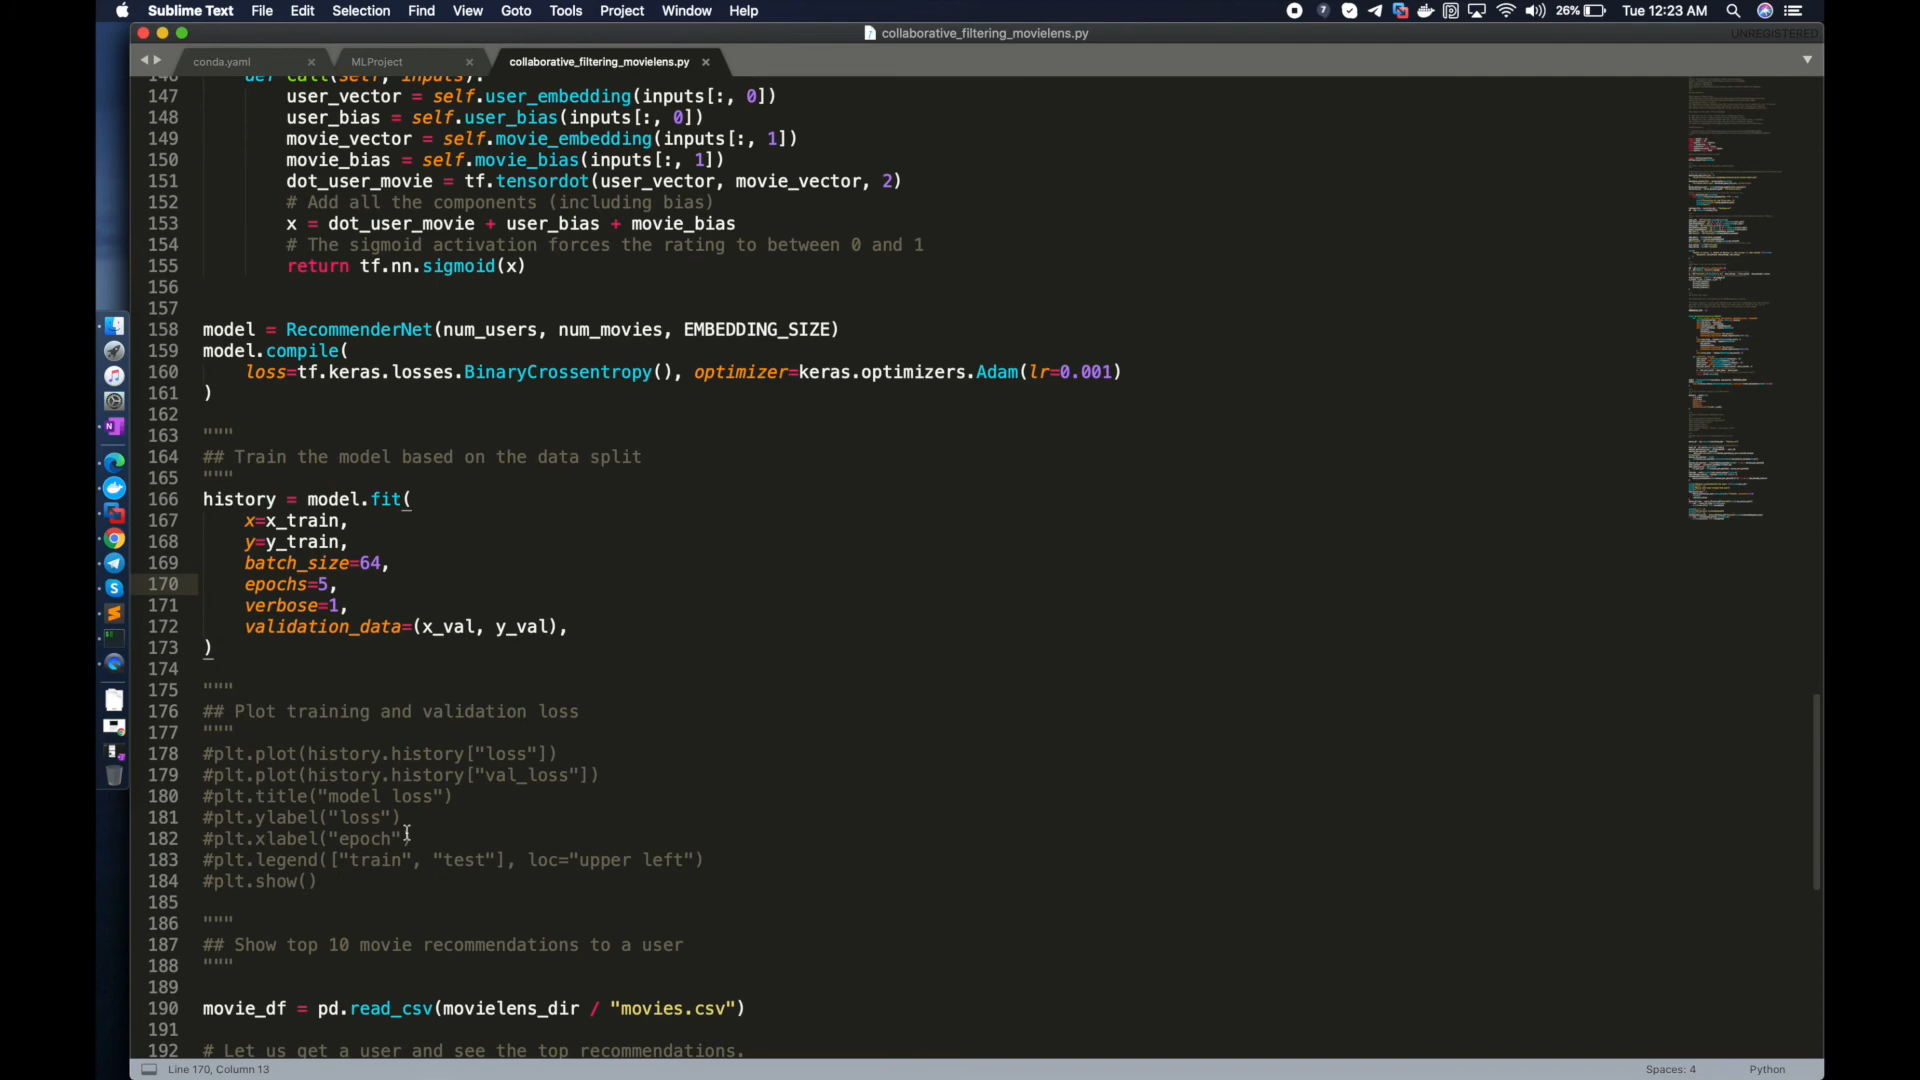 Sublime Text File Edit Selection Find View Goto Tools Project Window Help 7 26% Tue 12:23 AM
collaborative_filtering_movielens.py UNREGISTERED
conda.yaml MLProject collaborative_filtering_movielens.py
146 def call(self, inputs):
147 user_vector = self.user_embedding(inputs[:, 0])
148 user_bias = self.user_bias(inputs[:, 0])
149 movie_vector = self.movie_embedding(inputs[:, 1])
150 movie_bias = self.movie_bias(inputs[:, 1])
151 dot_user_movie = tf.tensordot(user_vector, movie_vector, 2)
152 # Add all the components (including bias)
153 x = dot_user_movie + user_bias + movie_bias
154 # The sigmoid activation forces the rating to between 0 and 1
155 return tf.nn.sigmoid(x)
156
157
158 model = RecommenderNet(num_users, num_movies, EMBEDDING_SIZE)
159 model.compile(
160 loss=tf.keras.losses.BinaryCrossentropy(), optimizer=keras.optimizers.Adam(lr=0.001)
161 )
162
163 """
164 ## Train the model based on the data split
165 """
166 history = model.fit(
167 x=x_train,
168 y=y_train,
169 batch_size=64,
170 epochs=5,
171 verbose=1,
172 validation_data=(x_val, y_val),
173 )
174
175 """
176 ## Plot training and validation loss
177 """
178 #plt.plot(history.history["loss"])
179 #plt.plot(history.history["val_loss"])
180 #plt.title("model loss")
181 #plt.ylabel("loss")
182 #plt.xlabel("epoch")
183 #plt.legend(["train", "test"], loc="upper left")
184 #plt.show()
185
186 """
187 ## Show top 10 movie recommendations to a user
188 """
189
190 movie_df = pd.read_csv(movielens_dir / "movies.csv")
191
192 # Let us get a user and see the top recommendations.
Line 170, Column 13 Spaces: 4 Python